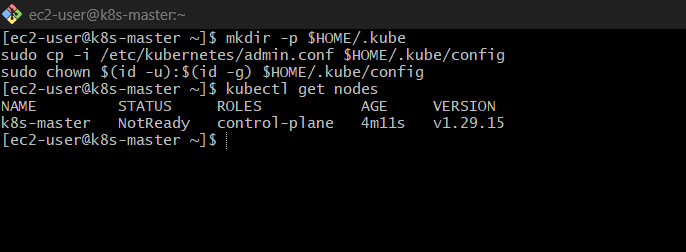 ec2-user@k8s-master:~
[ec2-user@k8s-master ~]$ mkdir -p $HOME/.kube
sudo cp -i /etc/kubernetes/admin.conf $HOME/.kube/config
sudo chown $(id -u):$(id -g) $HOME/.kube/config
[ec2-user@k8s-master ~]$ kubectl get nodes
NAME         STATUS     ROLES           AGE     VERSION
k8s-master   NotReady   control-plane   4m11s   v1.29.15
[ec2-user@k8s-master ~]$